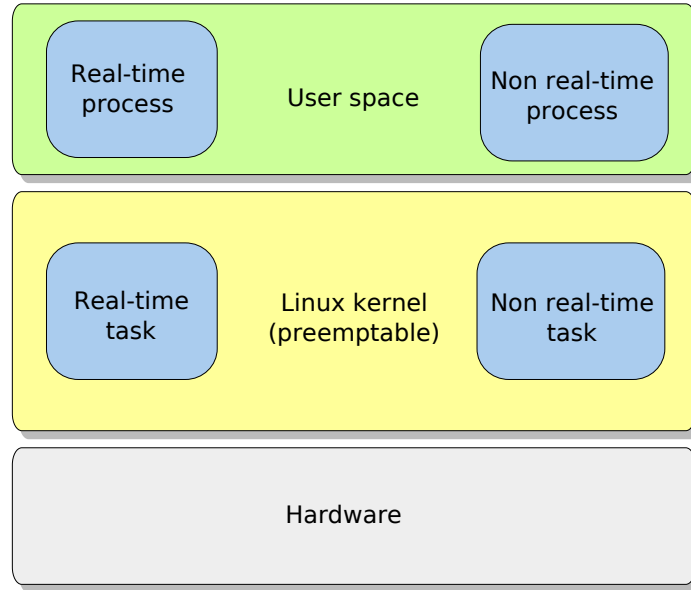 Real-time
process
User space
Non real-time
process
Real-time
task
Linux kernel
(preemptable)
Non real-time
task
Hardware